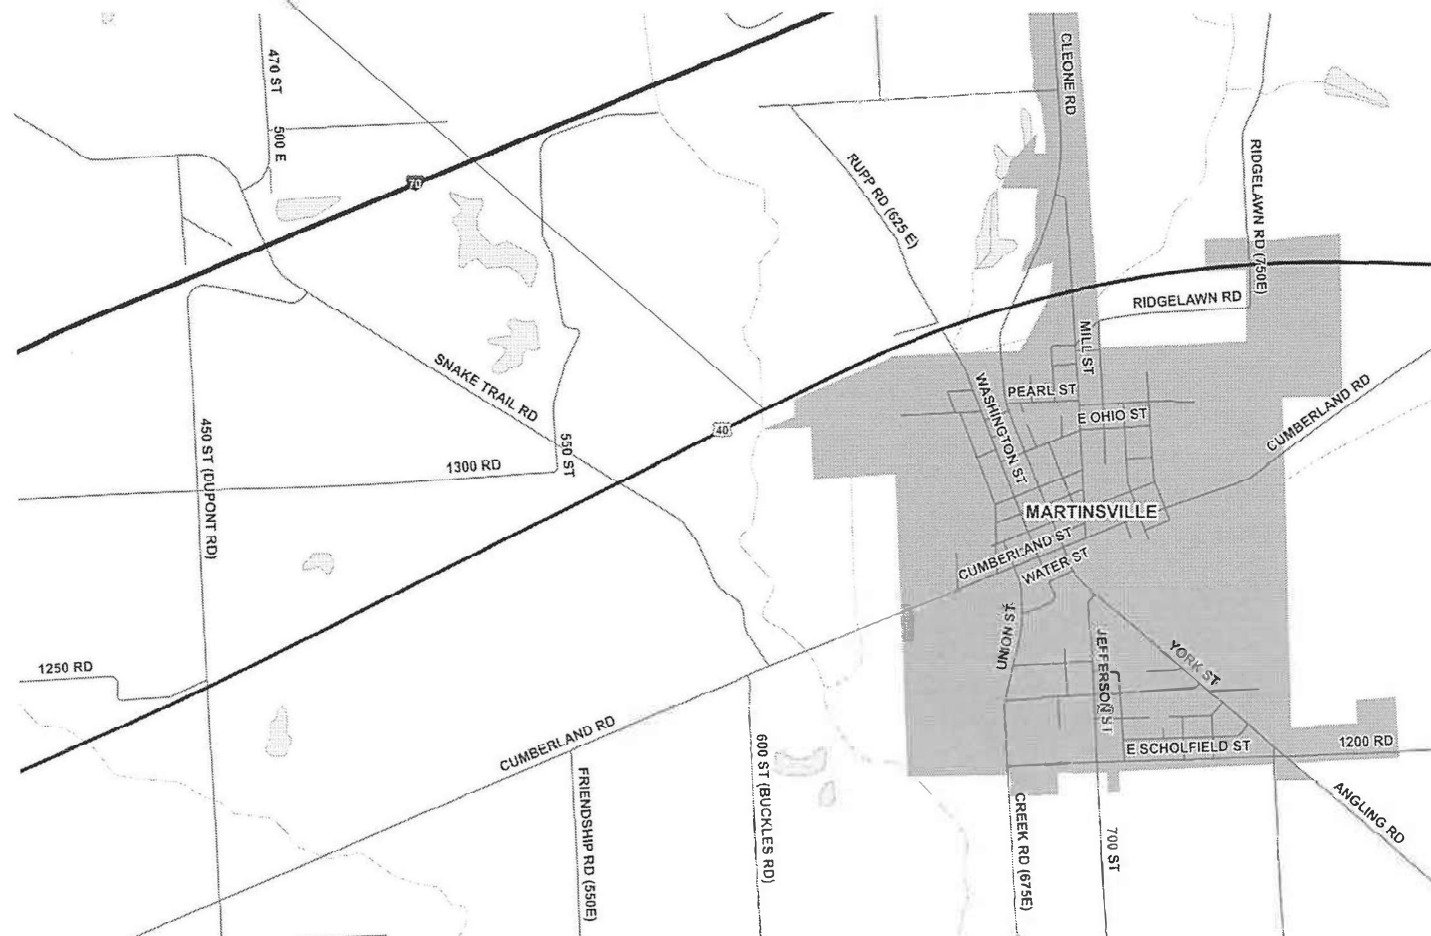 470 ST
500 E
70
CLEONE RD
RUPP RD (625 E)
RIDGELAWN RD (750E)
RIDGELAWN RD
MILL ST
SNAKE TRAIL RD
PEARL ST
WASHINGTON ST
E OHIO ST
CUMBERLAND RD
40
450 ST (DUPONT RD)
550 ST
1300 RD
MARTINSVILLE
CUMBERLAND ST
WATER ST
UNION ST
JEFFERSON ST
YORK ST
1250 RD
CUMBERLAND RD
600 ST (BUCKLES RD)
FRIENDSHIP RD (550E)
E SCHOLFIELD ST
1200 RD
CREEK RD (675E)
700 ST
ANGLING RD